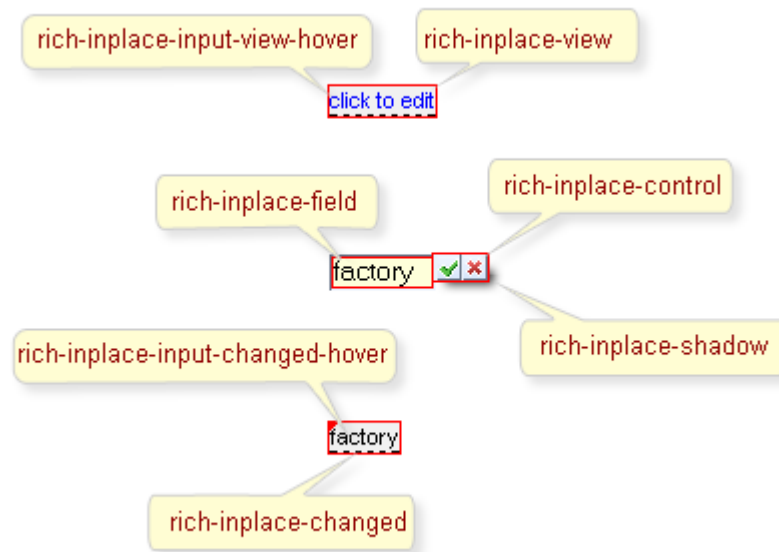 rich-inplace-input-view-hover
rich-inplace-view
click to edit
rich-inplace-field
rich-inplace-control
factory
rich-inplace-shadow
rich-inplace-input-changed-hover
factory
rich-inplace-changed